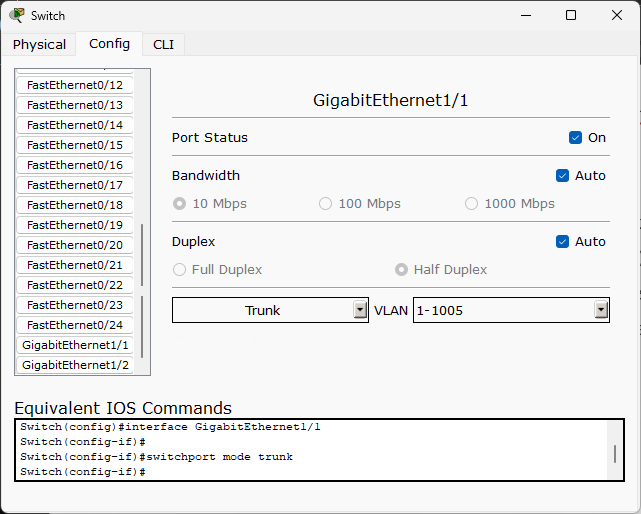 Switch
Physical Config CLI
FastEthernet0/12
FastEthernet0/13
FastEthernet0/14
FastEthernet0/15
FastEthernet0/16
FastEthernet0/17
FastEthernet0/18
FastEthernet0/19
FastEthernet0/20
FastEthernet0/21
FastEthernet0/22
FastEthernet0/23
FastEthernet0/24
GigabitEthernet1/1
GigabitEthernet1/2
GigabitEthernet1/1
Port Status On
Bandwidth Auto
10 Mbps 100 Mbps 1000 Mbps
Duplex Auto
Full Duplex Half Duplex
Trunk VLAN 1-1005
Equivalent IOS Commands
Switch(config)#interface GigabitEthernet1/1
Switch(config-if)#
Switch(config-if)#switchport mode trunk
Switch(config-if)#